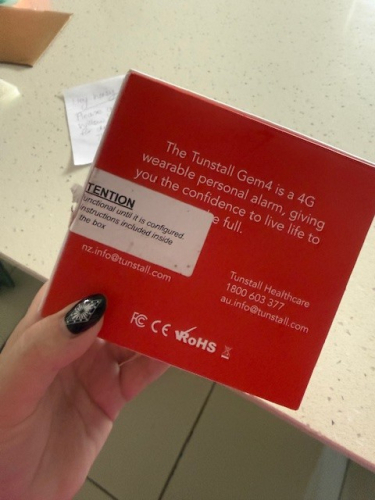 The Tunstall Gem4 is a 4G
wearable personal alarm, giving
you the confidence to live life to
full.
TENTION
unctional until it is configured.
instructions included inside
the box
nz.info@tunstall.com
Tunstall Healthcare
1800 603 377
au.info@tunstall.com
FC CE RoHS